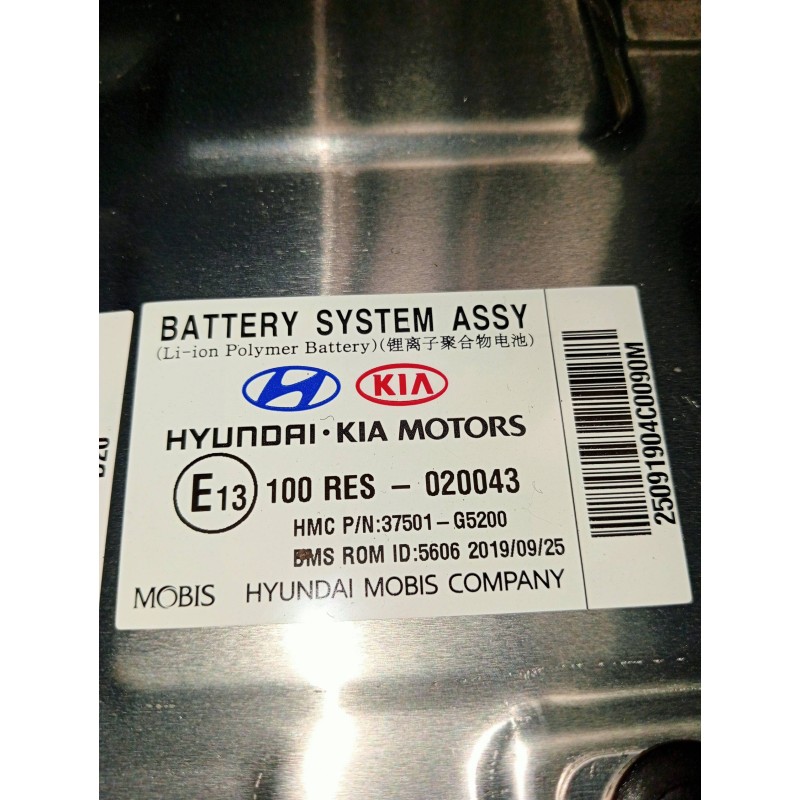 BATTERY SYSTEM ASSY
(Li-ion Polymer Battery)(锂离子聚合物电池)
KIA
HYUNDAI·KIA MOTORS
E13 100 RES - 020043
HMC P/N:37501-G5200
BMS ROM ID:5606 2019/09/25
MOBIS HYUNDAI MOBIS COMPANY
25091904C0090M